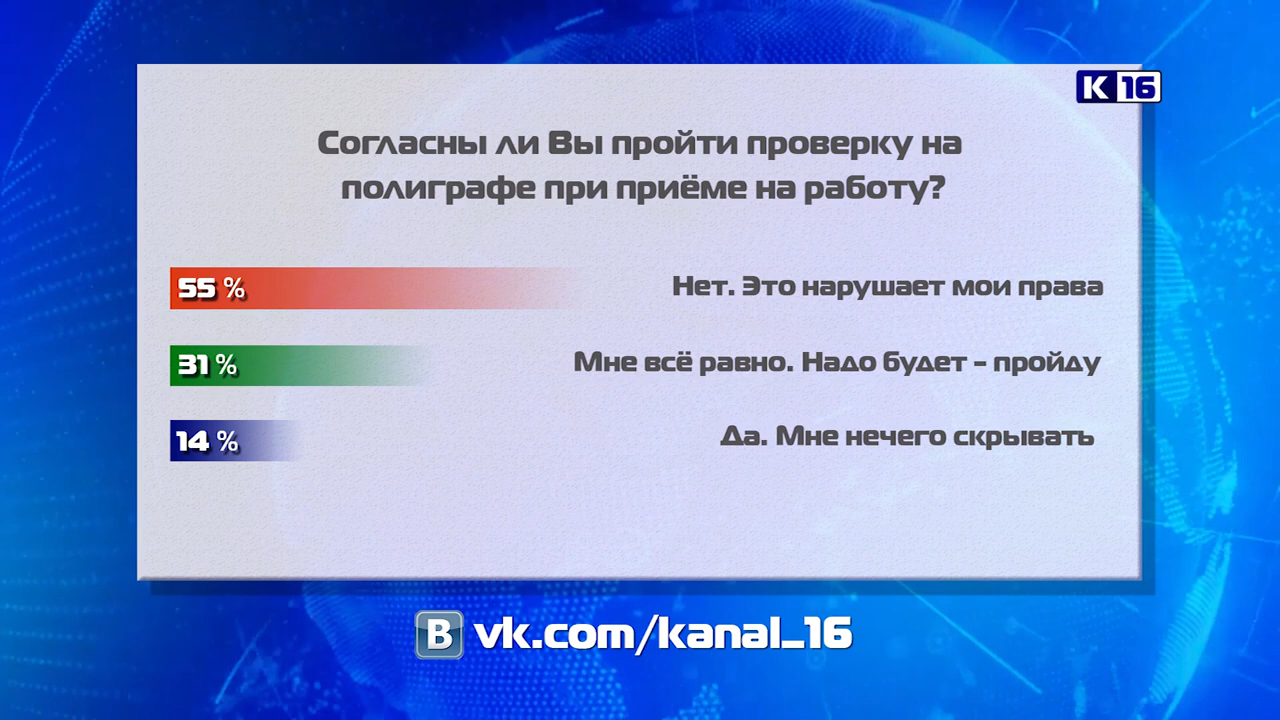 К 16
Согласны ли Вы пройти проверку на
полиграфе при приёме на работу?
55 % Нет. Это нарушает мои права
31 % Мне всё равно. Надо будет - пройду
14 % Да. Мне нечего скрывать
В vk.com/kanal_16